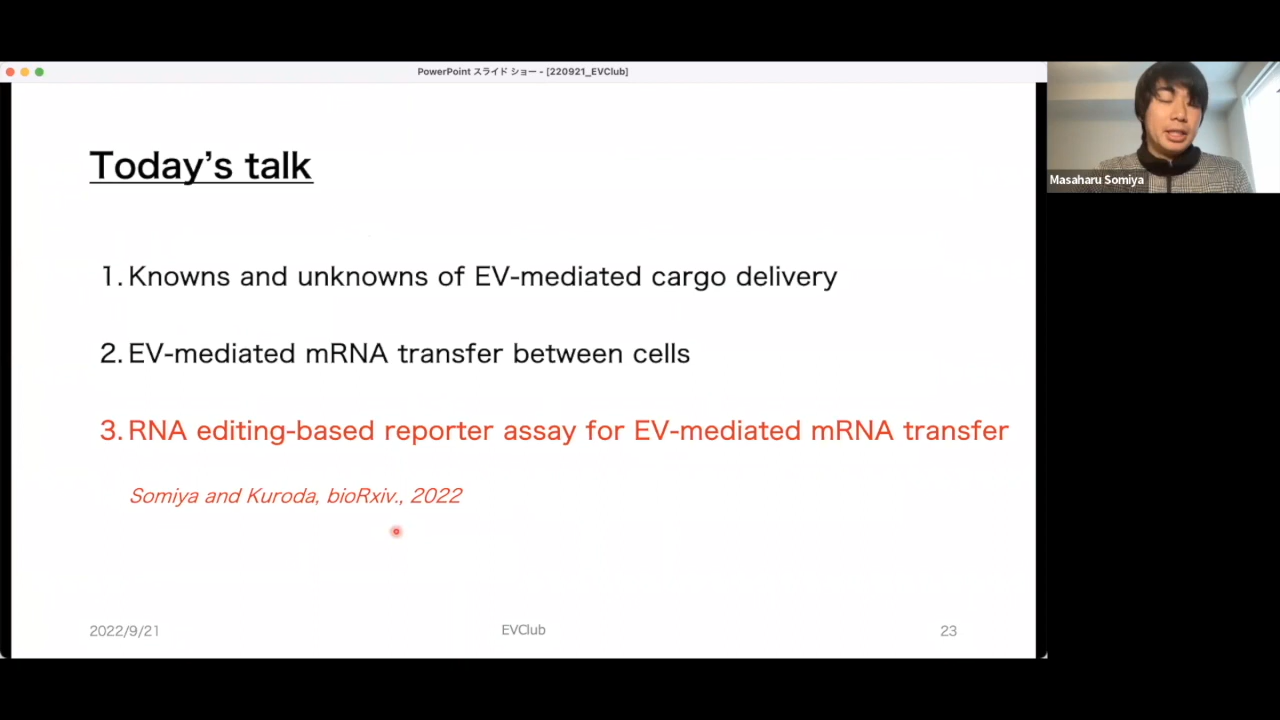 PowerPoint スライド ショー - [220921_EVClub]
Today's talk
1. Knowns and unknowns of EV-mediated cargo delivery
2. EV-mediated mRNA transfer between cells
3. RNA editing-based reporter assay for EV-mediated mRNA transfer
Somiya and Kuroda, bioRxiv., 2022
2022/9/21
EVClub
23
Masaharu Somiya